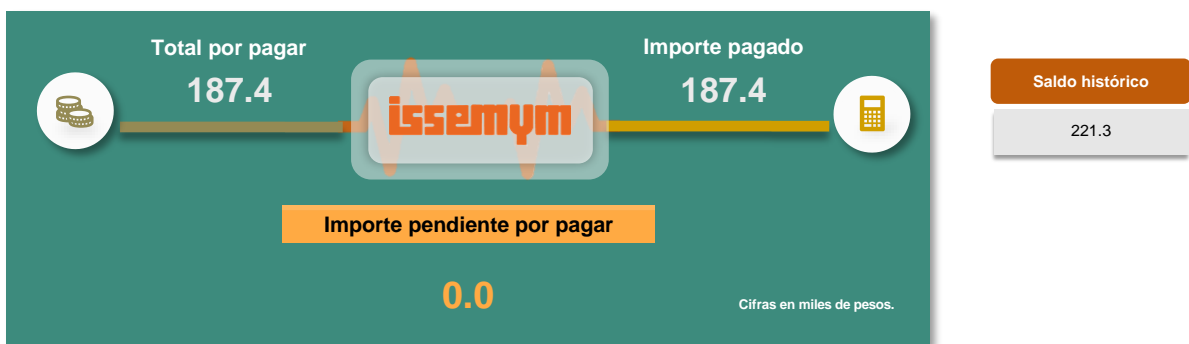 Total por pagar
187.4
issemym
Importe pagado
187.4
Importe pendiente por pagar
0.0
Cifras en miles de pesos.
Saldo histórico
221.3